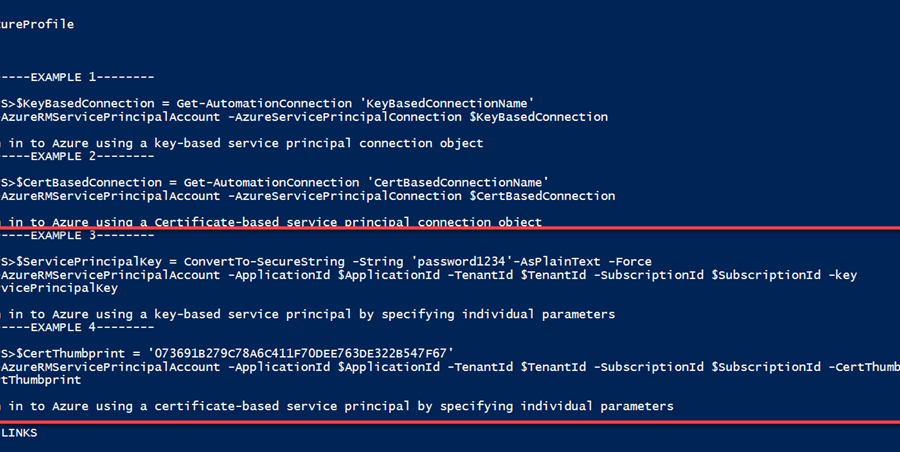 ureProfile
----EXAMPLE 1--------
S>$KeyBasedConnection = Get-AutomationConnection 'KeyBasedConnectionName'
AzureRMServicePrincipalAccount -AzureServicePrincipalConnection $KeyBasedConnection
in to Azure using a key-based service principal connection object
----EXAMPLE 2--------
S>$CertBasedConnection = Get-AutomationConnection 'CertBasedConnectionName'
AzureRMServicePrincipalAccount -AzureServicePrincipalConnection $CertBasedConnection
in to Azure using a Certificate-based service principal connection object
----EXAMPLE 3--------
S>$ServicePrincipalKey = ConvertTo-SecureString -String 'password1234'-AsPlainText -Force
AzureRMServicePrincipalAccount -ApplicationId $ApplicationId -TenantId $TenantId -SubscriptionId $SubscriptionId -key
vicePrincipalKey
in to Azure using a key-based service principal by specifying individual parameters
----EXAMPLE 4--------
S>$CertThumbprint = '073691B279C78A6C411F70DEE763DE322B547F67'
AzureRMServicePrincipalAccount -ApplicationId $ApplicationId -TenantId $TenantId -SubscriptionId $SubscriptionId -CertThumb
tThumbprint
in to Azure using a certificate-based service principal by specifying individual parameters
LINKS